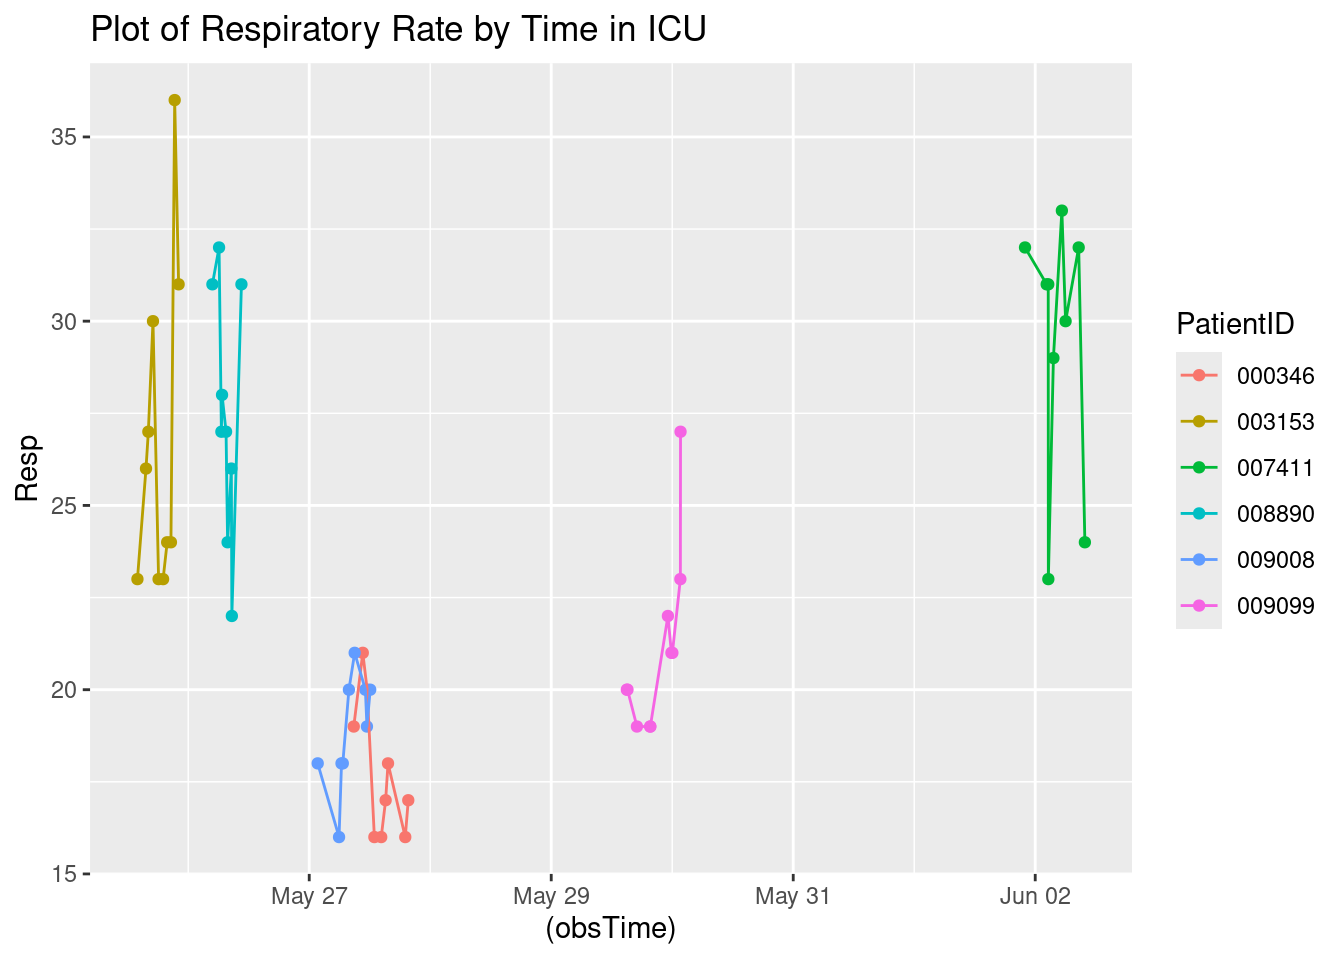 Plot of Respiratory Rate by Time in ICU
35
30
25
20
15
Resp
May 27
May 29
May 31
Jun 02
(obsTime)
PatientID
000346
003153
007411
008890
009008
009099